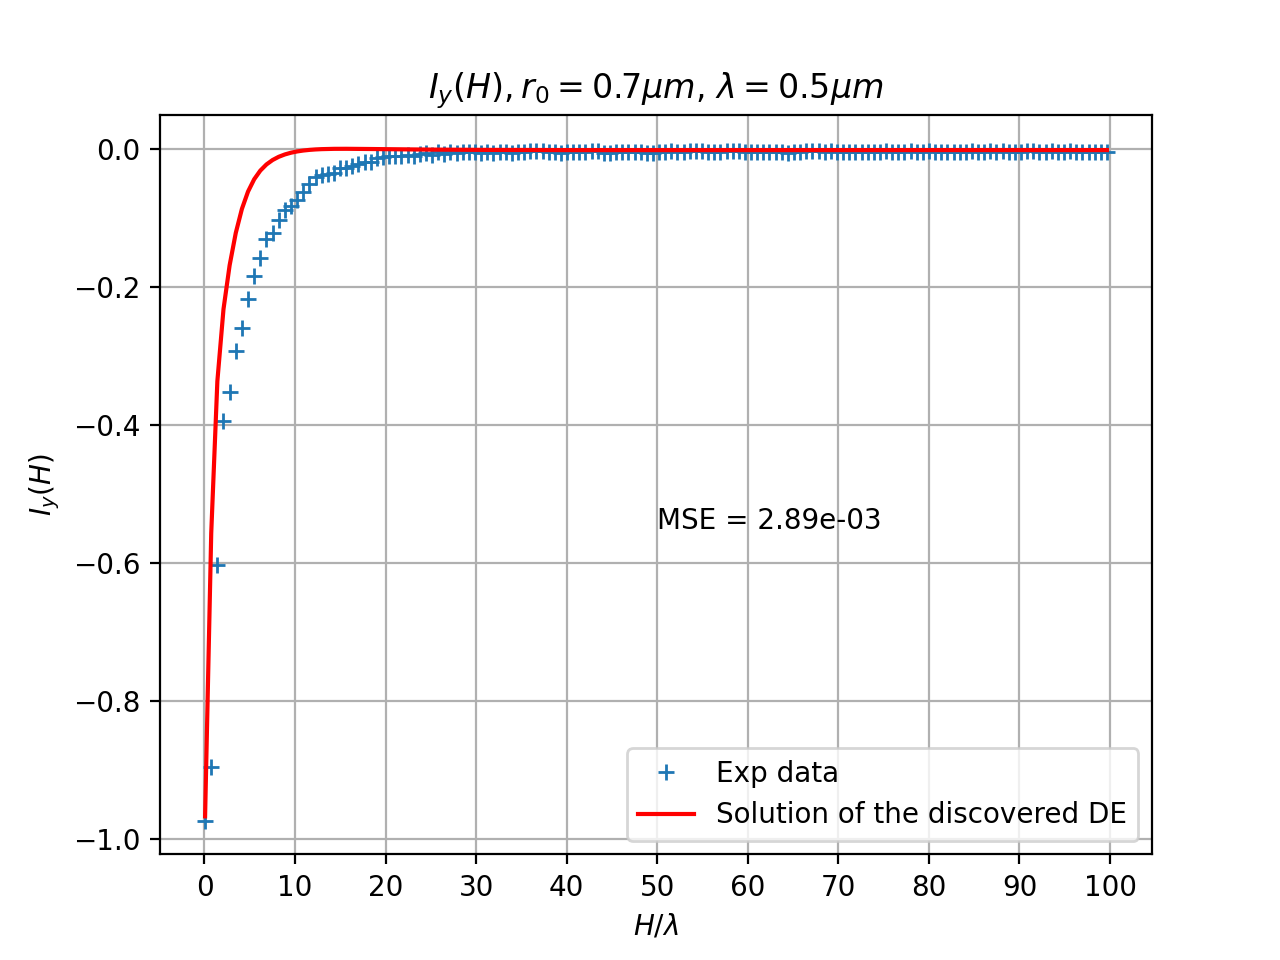 I_y(H), r_0 = 0.7μm, λ = 0.5μm
I_y(H)
0.0
−0.2
−0.4
−0.6
−0.8
−1.0
MSE = 2.89e-03
Exp data
Solution of the discovered DE
0 10 20 30 40 50 60 70 80 90 100
H/λ